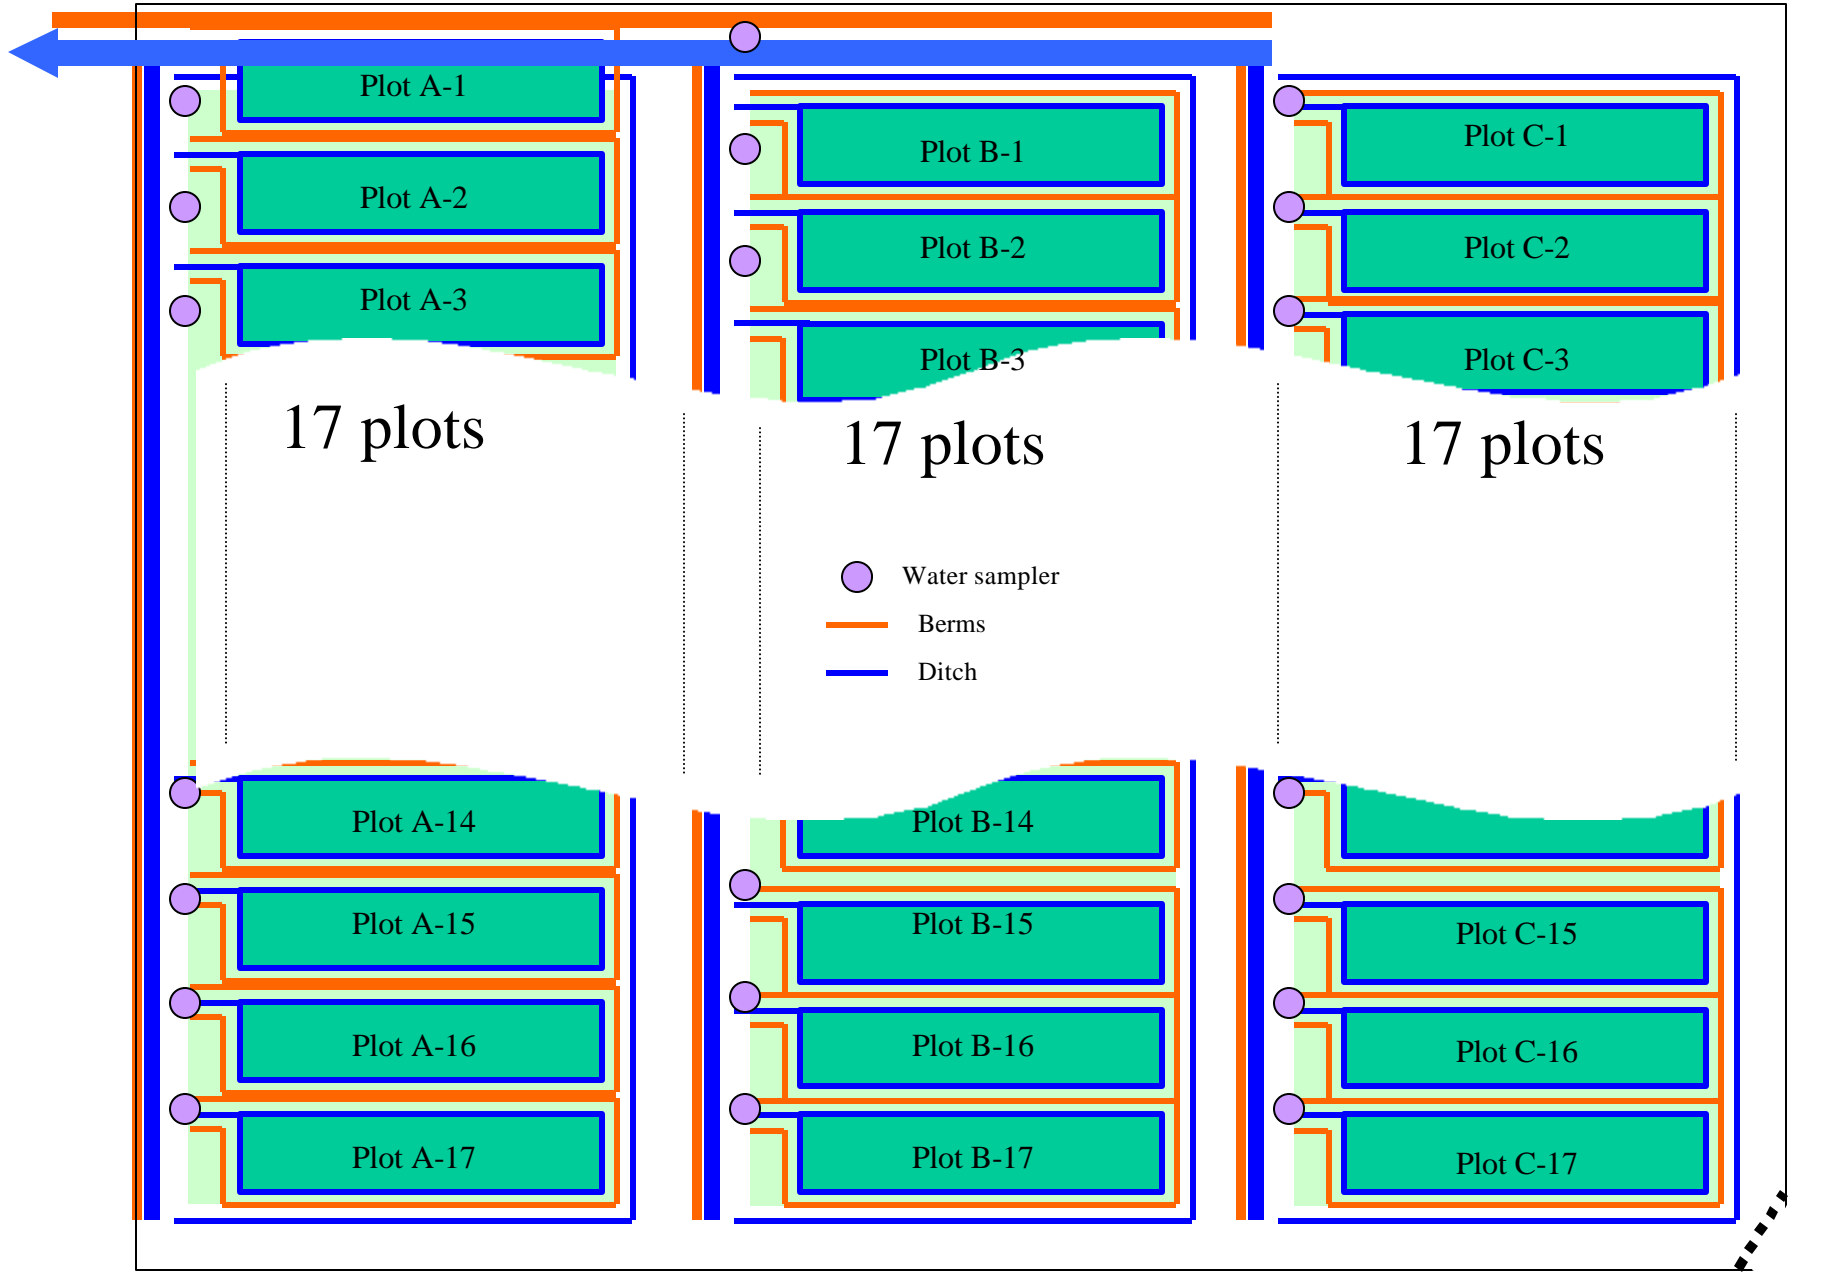 Plot A-1
Plot A-2
Plot A-3
Plot B-1
Plot B-2
Plot B-3
Plot C-1
Plot C-2
Plot C-3
17 plots
17 plots
17 plots
Water sampler
Berms
Ditch
Plot A-14
Plot A-15
Plot A-16
Plot A-17
Plot B-14
Plot B-15
Plot B-16
Plot B-17
Plot C-15
Plot C-16
Plot C-17